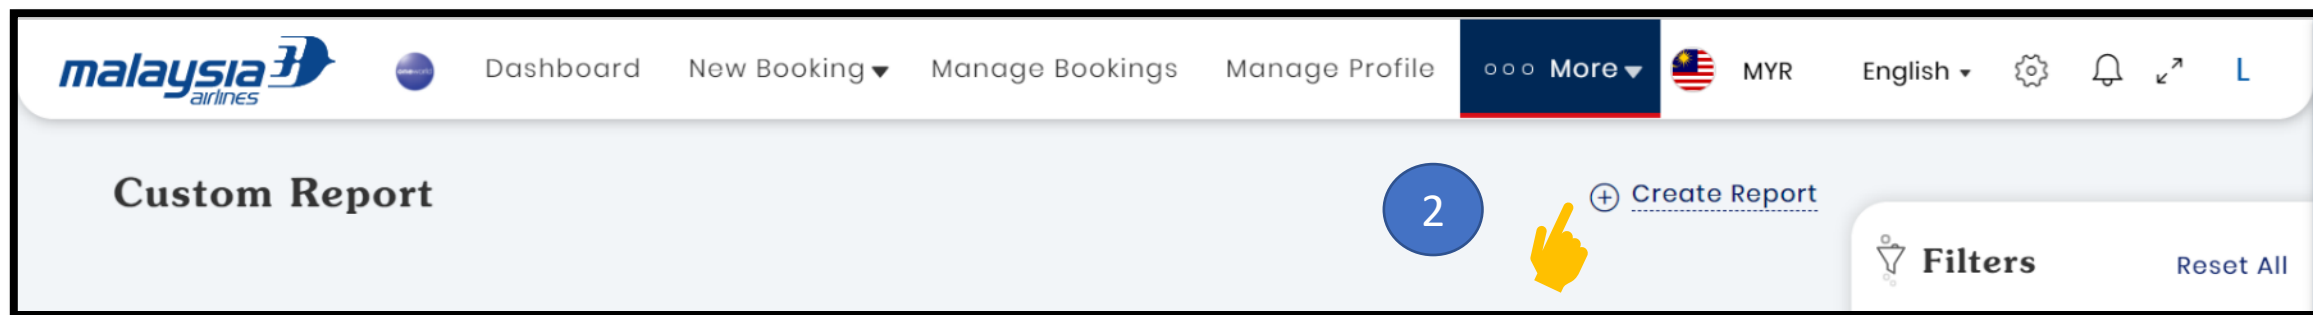 malaysia
airlines
oneworld
Dashboard
New Booking
Manage Bookings
Manage Profile
More
MYR
English
L
Custom Report
2
Create Report
Filters
Reset All